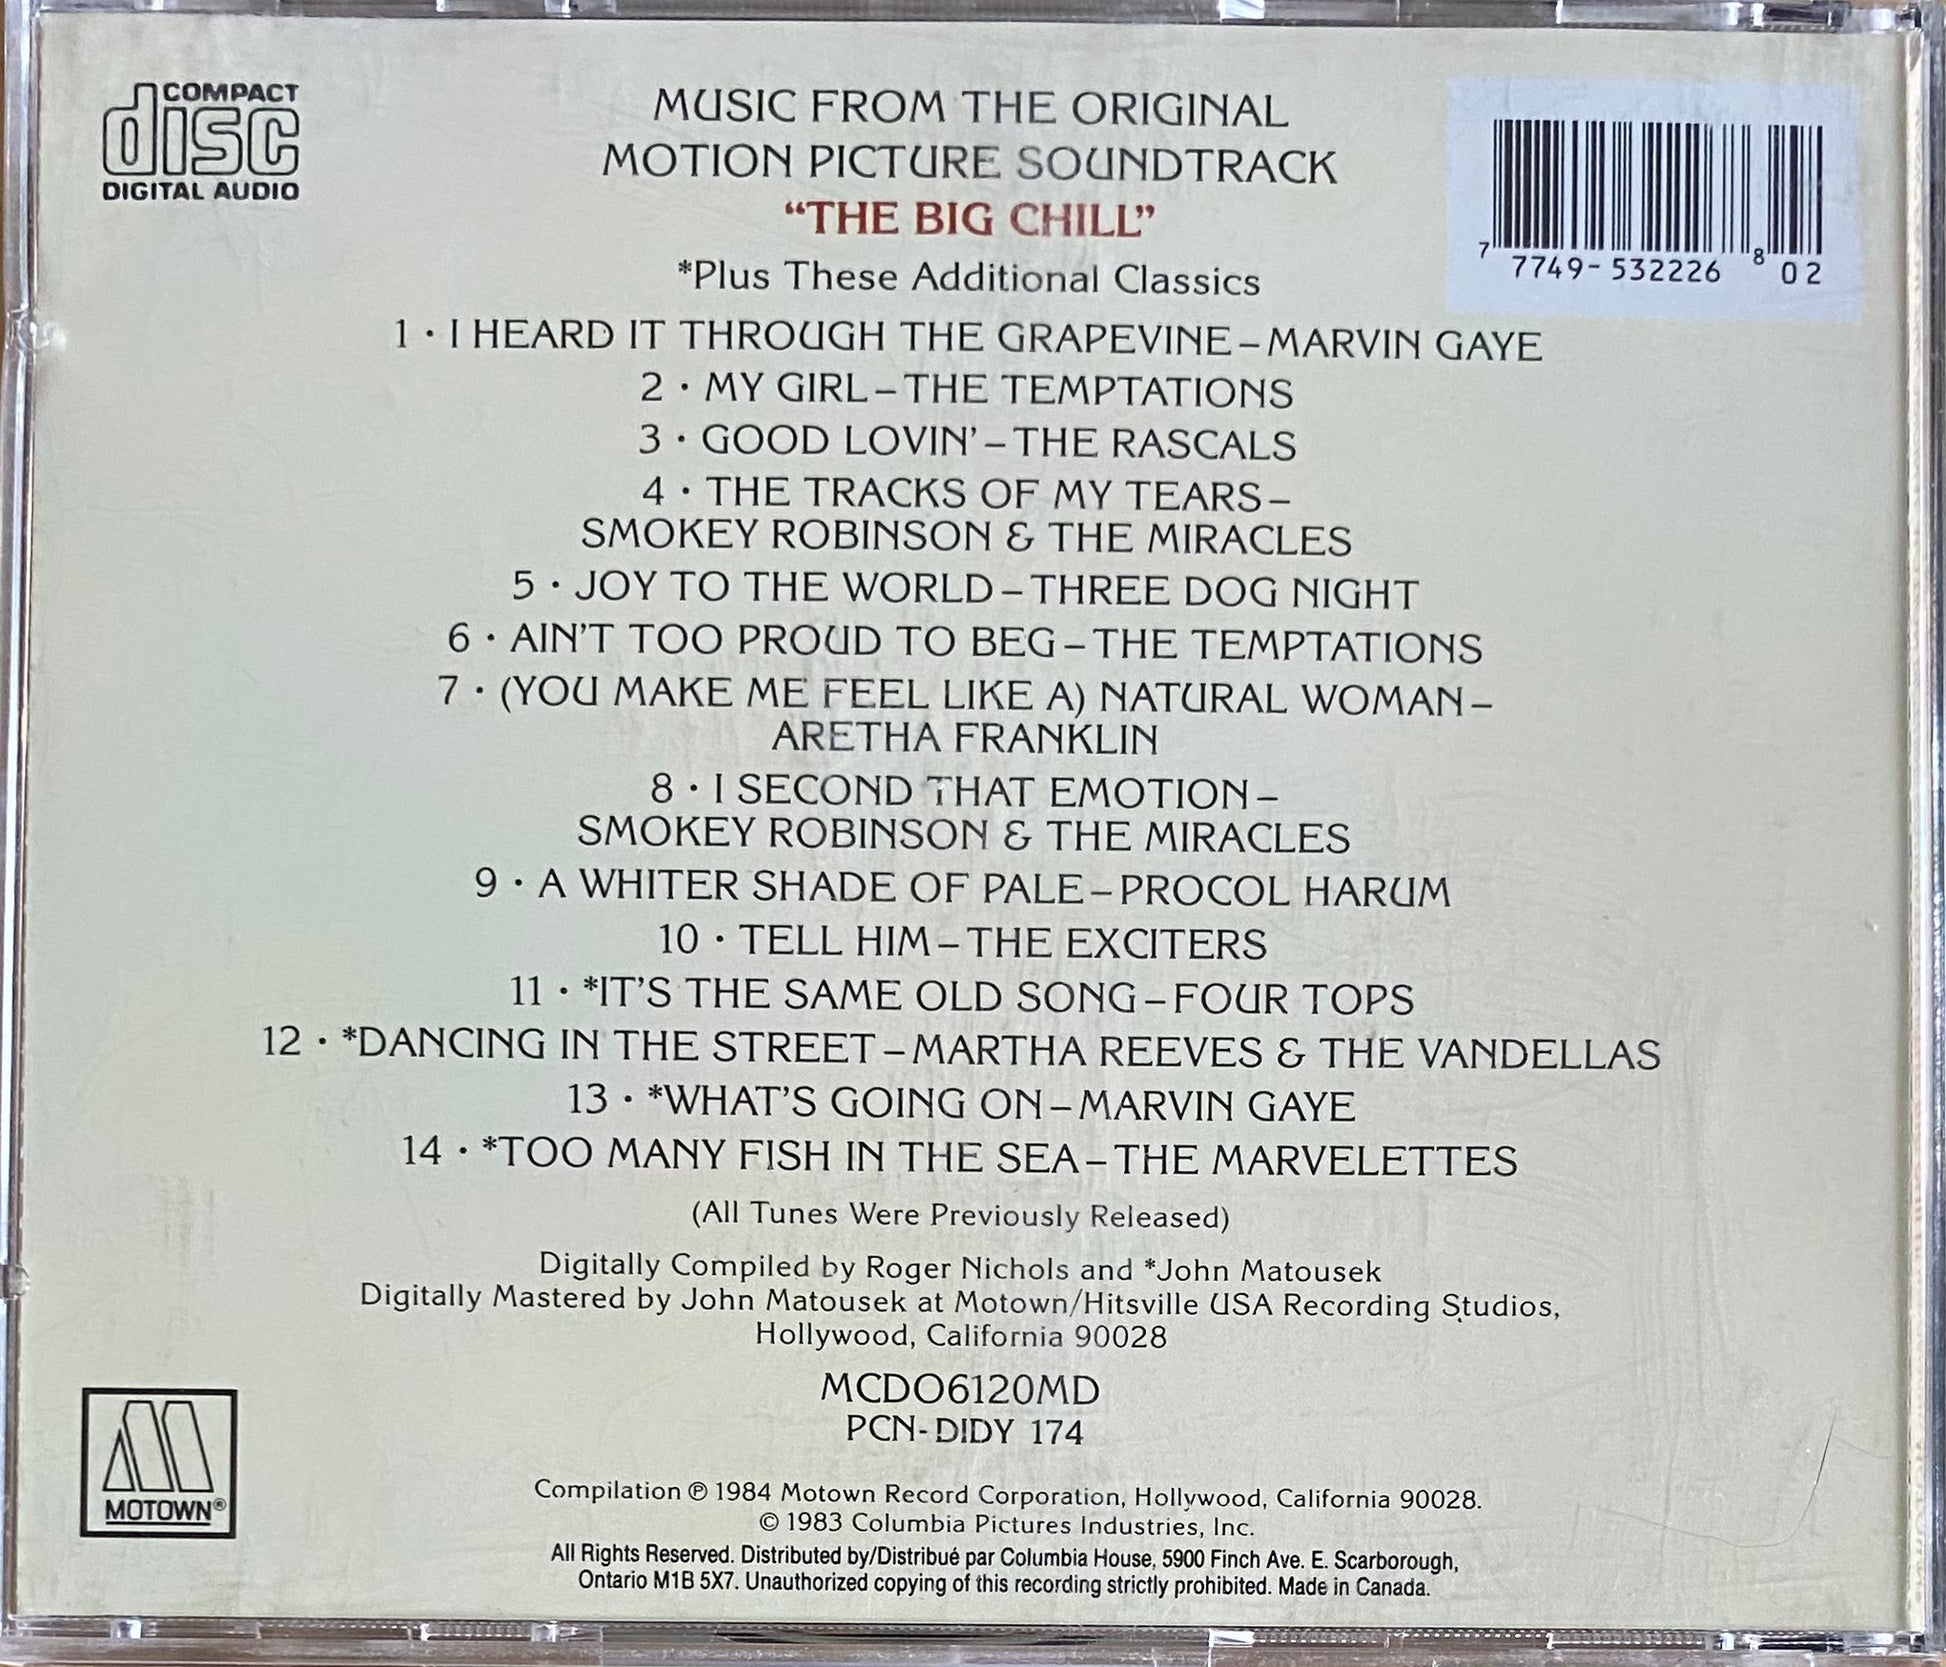 COMPACT
disc
DIGITAL AUDIO
MUSIC FROM THE ORIGINAL
MOTION PICTURE SOUNDTRACK
“THE BIG CHILL”
*Plus These Additional Classics
7 7749-532226 8 02
1 · I HEARD IT THROUGH THE GRAPEVINE – MARVIN GAYE
2 · MY GIRL – THE TEMPTATIONS
3 · GOOD LOVIN’ – THE RASCALS
4 · THE TRACKS OF MY TEARS –
SMOKEY ROBINSON & THE MIRACLES
5 · JOY TO THE WORLD – THREE DOG NIGHT
6 · AIN’T TOO PROUD TO BEG – THE TEMPTATIONS
7 · (YOU MAKE ME FEEL LIKE A) NATURAL WOMAN –
ARETHA FRANKLIN
8 · I SECOND THAT EMOTION –
SMOKEY ROBINSON & THE MIRACLES
9 · A WHITER SHADE OF PALE – PROCOL HARUM
10 · TELL HIM – THE EXCITERS
11 · *IT’S THE SAME OLD SONG – FOUR TOPS
12 · *DANCING IN THE STREET – MARTHA REEVES & THE VANDELLAS
13 · *WHAT’S GOING ON – MARVIN GAYE
14 · *TOO MANY FISH IN THE SEA – THE MARVELETTES
(All Tunes Were Previously Released)
Digitally Compiled by Roger Nichols and *John Matousek
Digitally Mastered by John Matousek at Motown/Hitsville USA Recording Studios,
Hollywood, California 90028
MCDO6120MD
PCN-DIDY 174
M
MOTOWN®
Compilation ℗ 1984 Motown Record Corporation, Hollywood, California 90028.
© 1983 Columbia Pictures Industries, Inc.
All Rights Reserved. Distributed by/Distribué par Columbia House, 5900 Finch Ave. E. Scarborough,
Ontario M1B 5X7. Unauthorized copying of this recording strictly prohibited. Made in Canada.